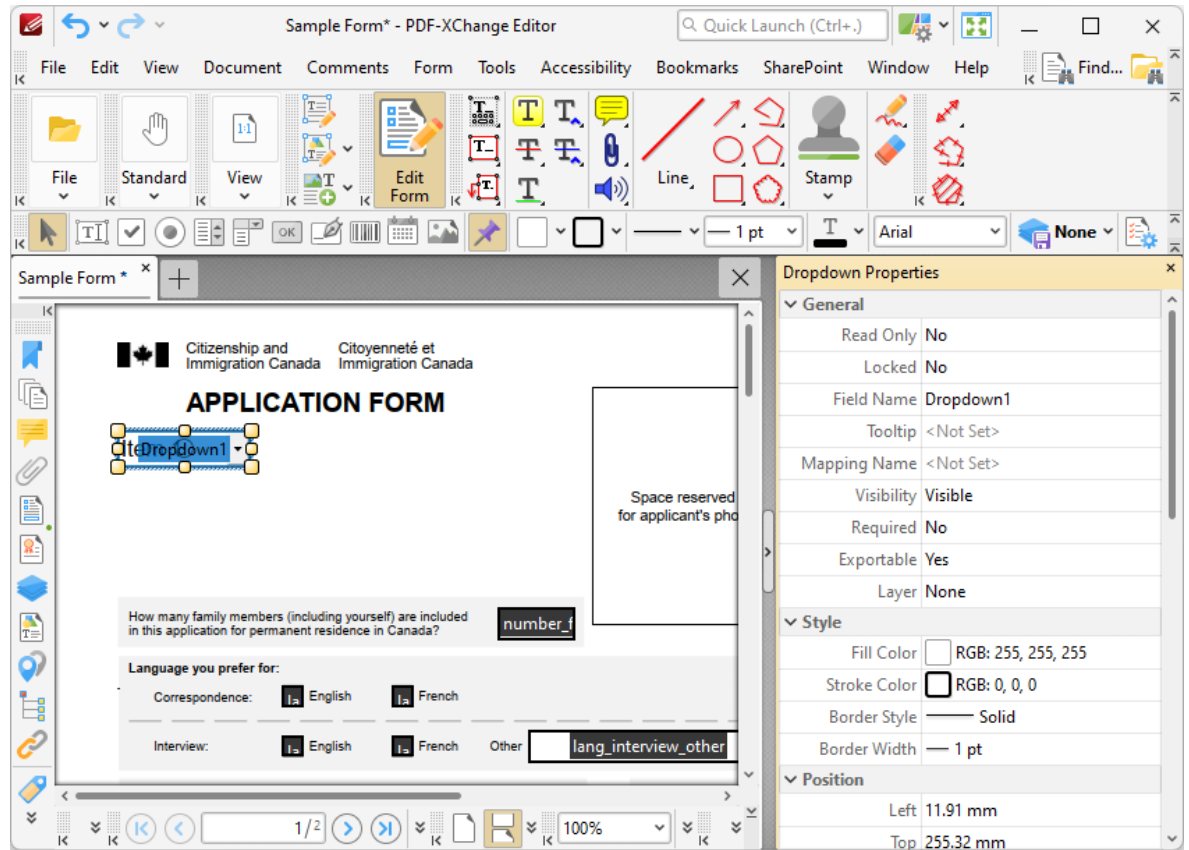 Sample Form* - PDF-XChange Editor
Quick Launch (Ctrl+.)
File Edit View Document Comments Form Tools Accessibility Bookmarks SharePoint Window Help Find...
File Standard View Edit Form Line Stamp
OK 1 pt Arial None
Sample Form *
Dropdown Properties
Citizenship and Immigration Canada
Citoyenneté et Immigration Canada
APPLICATION FORM
Dropdown1
Space reserved
for applicant's pho
How many family members (including yourself) are included
in this application for permanent residence in Canada?
number_f
Language you prefer for:
Correspondence: la English la French
Interview: la English la French Other lang_interview_other
1/2
100%
General
Read Only No
Locked No
Field Name Dropdown1
Tooltip <Not Set>
Mapping Name <Not Set>
Visibility Visible
Required No
Exportable Yes
Layer None
Style
Fill Color RGB: 255, 255, 255
Stroke Color RGB: 0, 0, 0
Border Style Solid
Border Width 1 pt
Position
Left 11.91 mm
Top 255.32 mm